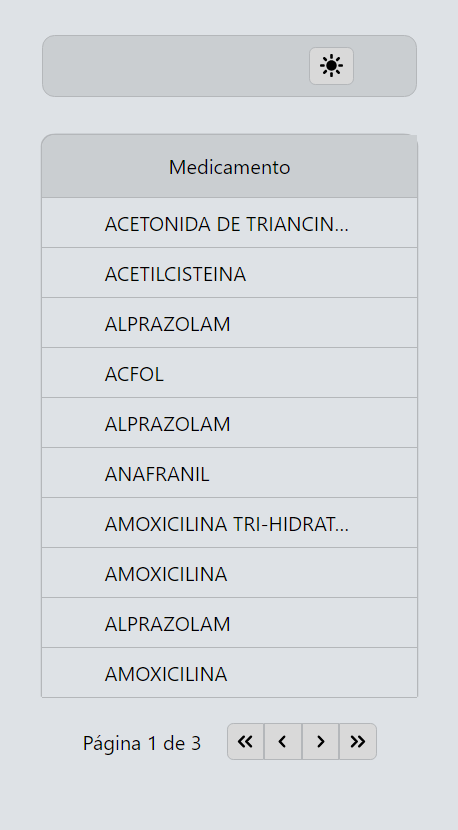 Medicamento
ACETONIDA DE TRIANCIN...
ACETILCISTEINA
ALPRAZOLAM
ACFOL
ALPRAZOLAM
ANAFRANIL
AMOXICILINA TRI-HIDRAT...
AMOXICILINA
ALPRAZOLAM
AMOXICILINA
Página 1 de 3